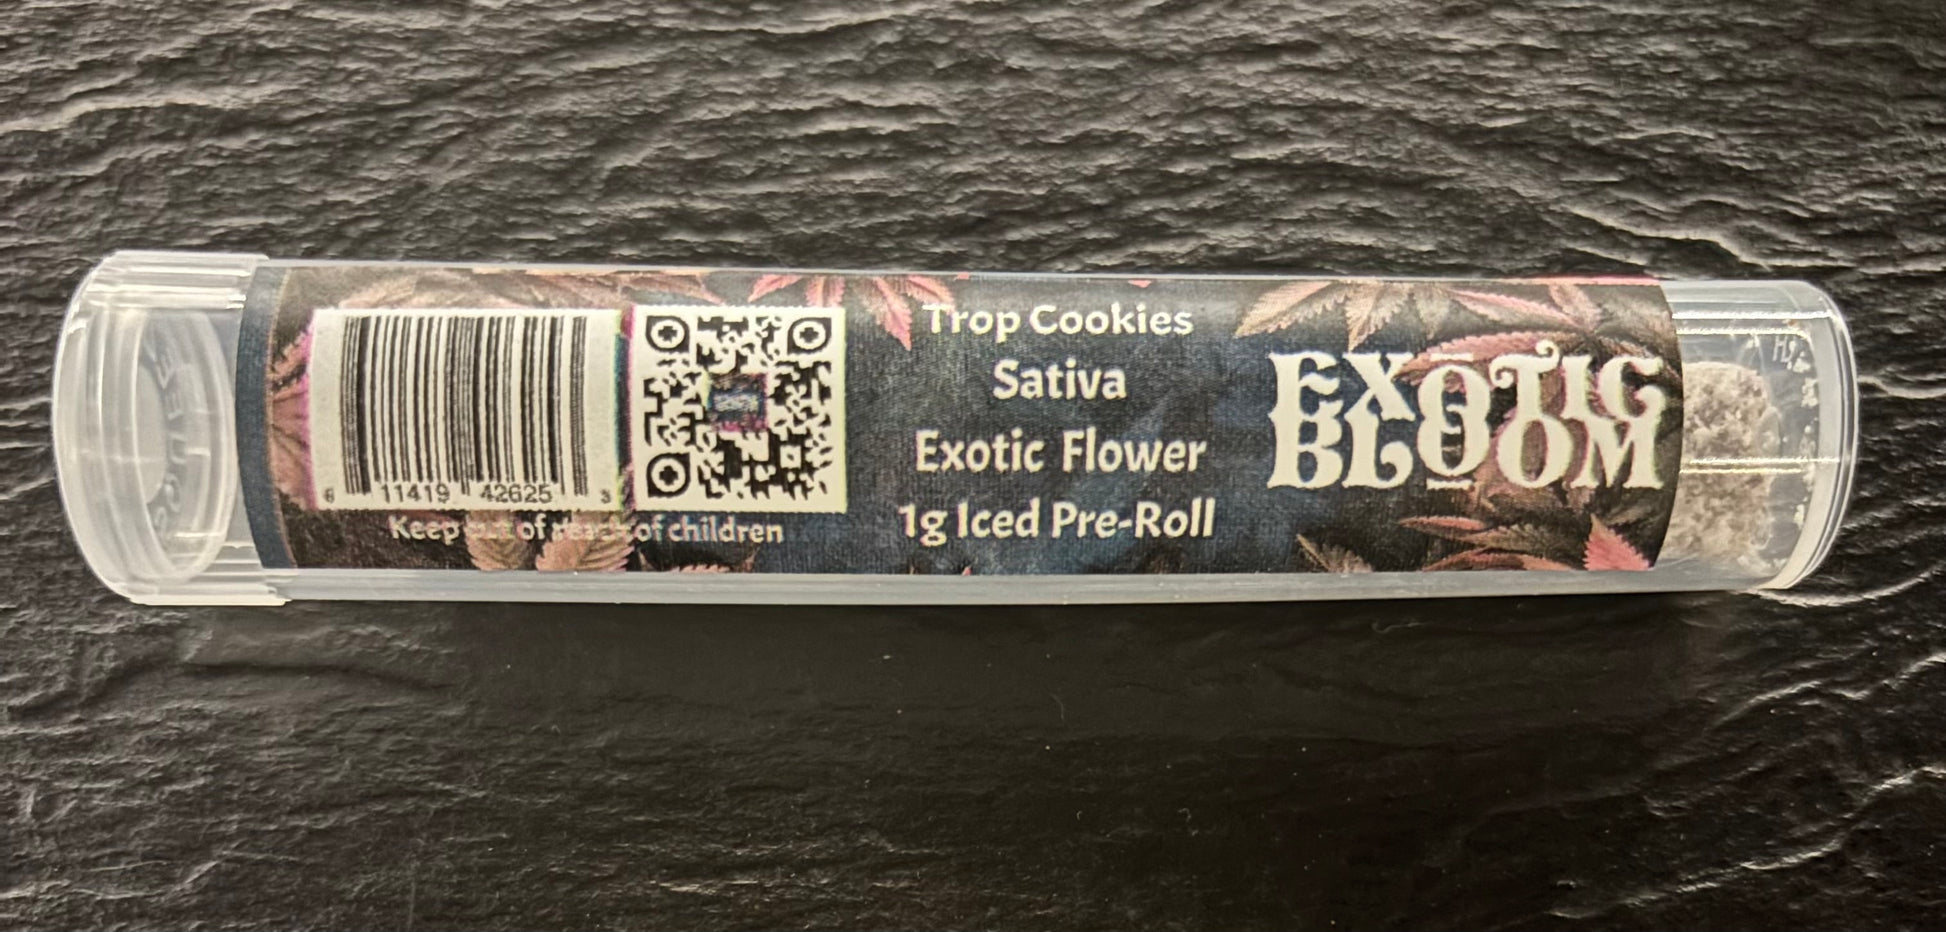 6 11419 42625 3
Keep out of reach of children
Trop Cookies
Sativa
Exotic Flower
1g Iced Pre-Roll
EXŌTIC
BLOOM